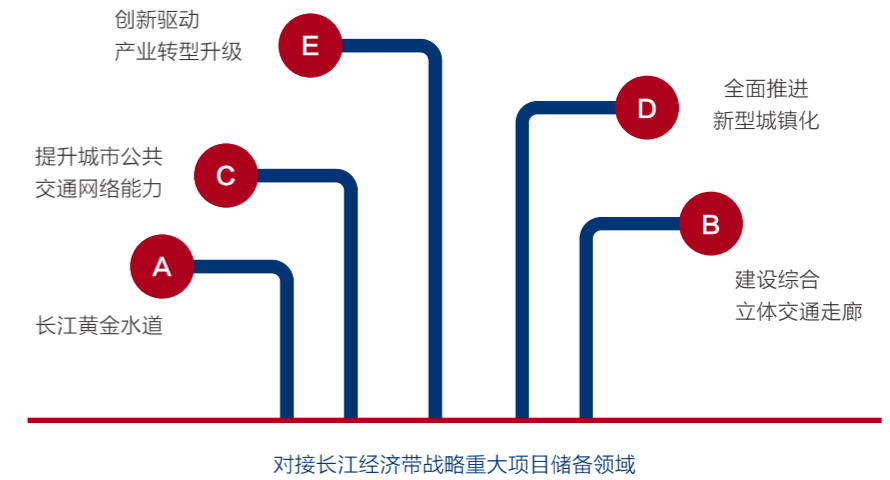 创新驱动
产业转型升级
E
全面推进
新型城镇化
D
提升城市公共
交通网络能力
C
B
建设综合
立体交通走廊
A
长江黄金水道
对接长江经济带战略重大项目储备领域